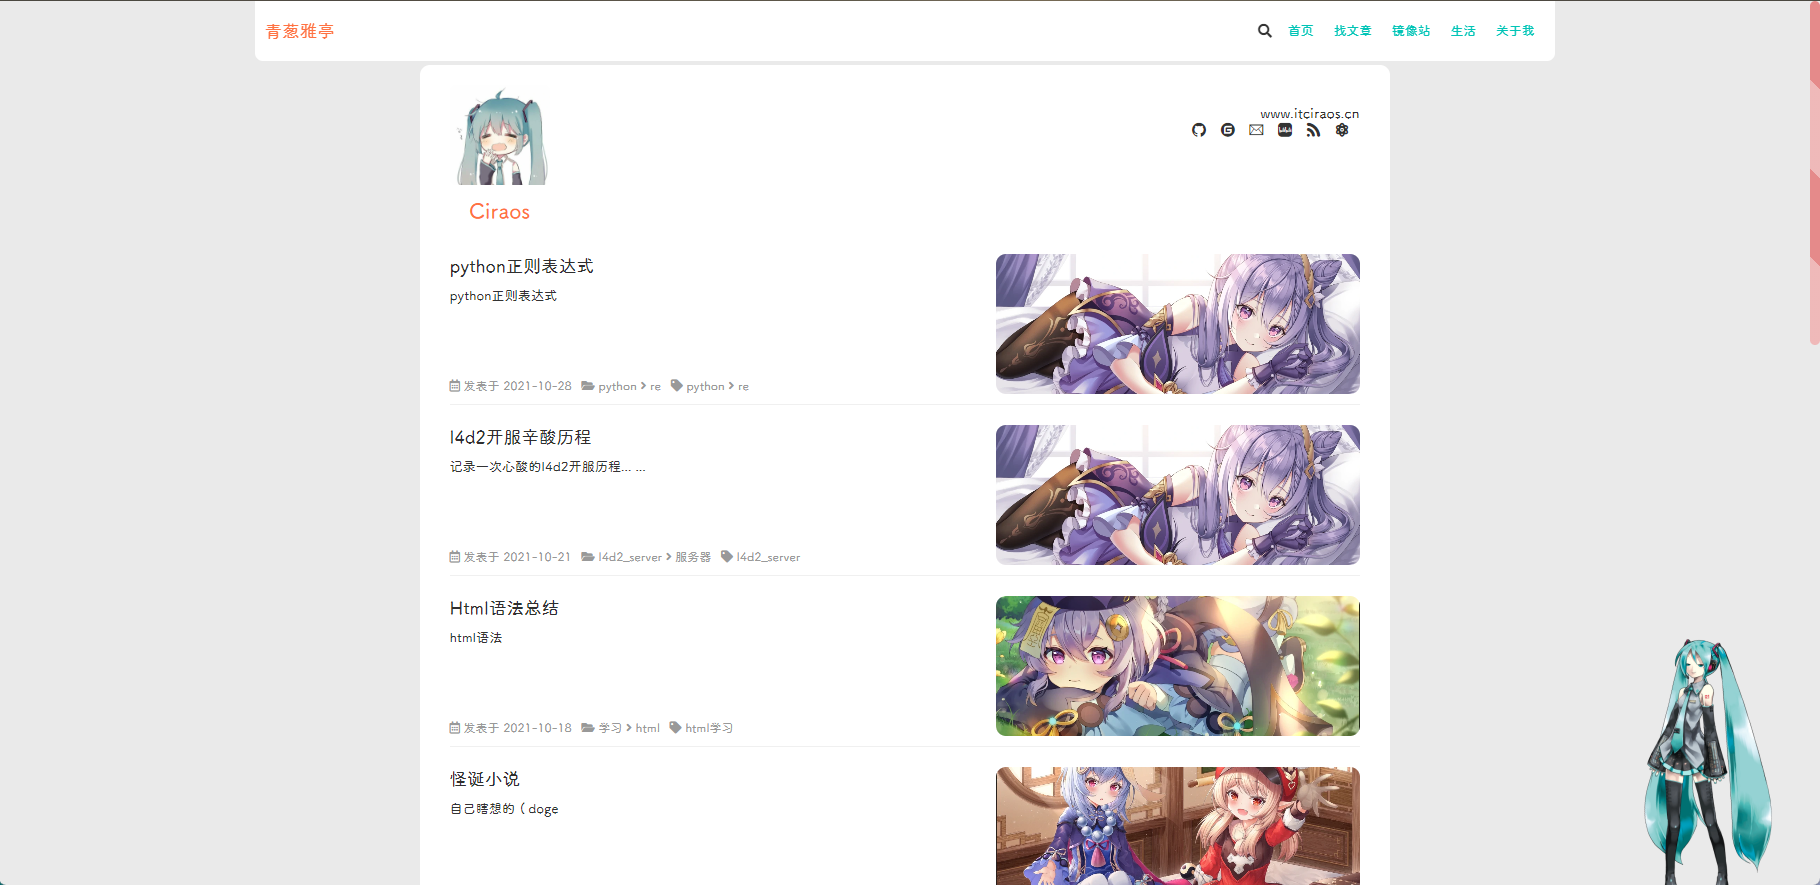 青葱雅亭
首页 找文章 镜像站 生活 关于我
www.itciraos.cn
Ciraos
python正则表达式
python正则表达式
发表于 2021-10-28 python > re python > re
l4d2开服辛酸历程
记录一次心酸的l4d2开服历程... ...
发表于 2021-10-21 l4d2_server > 服务器 l4d2_server
Html语法总结
html语法
发表于 2021-10-18 学习 > html html学习
怪诞小说
自己瞎想的（doge